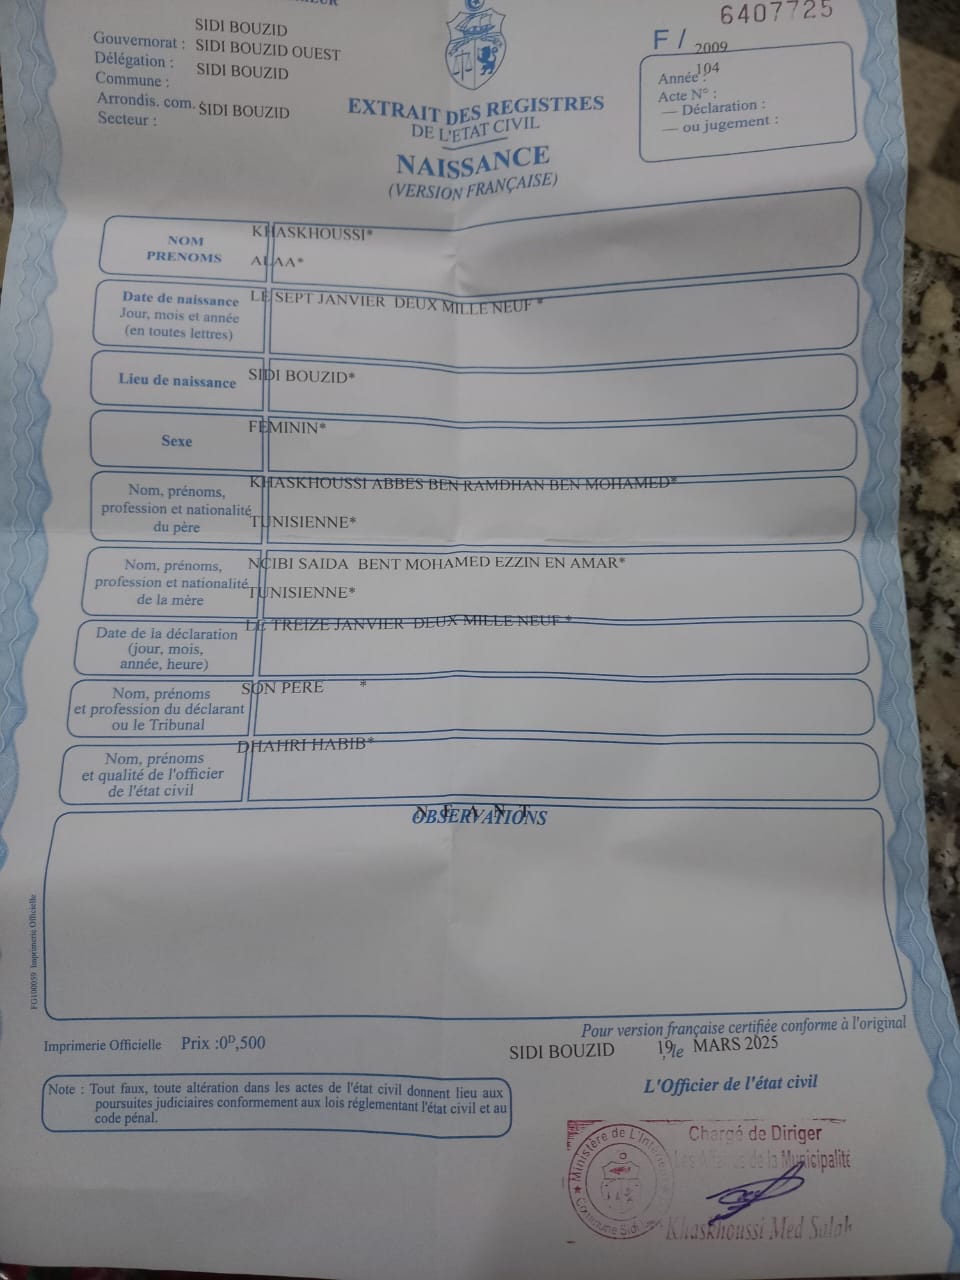 6407725
F /
2009
Année :
104
Acte N° :
— Déclaration :
— ou jugement :
SIDI BOUZID
Gouvernorat : SIDI BOUZID OUEST
Délégation :
SIDI BOUZID
Commune :
Arrondis. com. :
SIDI BOUZID
Secteur :
EXTRAIT DES REGISTRES
DE L'ETAT CIVIL
NAISSANCE
(VERSION FRANÇAISE)
NOM
PRENOMS
KHASKHOUSSI*
ALAA*
Date de naissance
Jour, mois et année
(en toutes lettres)
LE SEPT JANVIER DEUX MILLE NEUF *
Lieu de naissance
SIDI BOUZID*
Sexe
FEMININ*
Nom, prénoms,
profession et nationalité
du père
KHASKHOUSSI ABBES BEN RAMDHAN BEN MOHAMED*
TUNISIENNE*
Nom, prénoms,
profession et nationalité
de la mère
NCIBI SAIDA BENT MOHAMED EZZIN EN AMAR*
TUNISIENNE*
Date de la déclaration
(jour, mois,
année, heure)
LE TREIZE JANVIER DEUX MILLE NEUF *
Nom, prénoms
et profession du déclarant
ou le Tribunal
SON PERE *
Nom, prénoms
et qualité de l'officier
de l'état civil
DHAHRI HABIB*
OBSERVATIONS
N E A N T
FG100059 Imprimerie Officielle
Imprimerie Officielle Prix :0ᴰ,500
Pour version française certifiée conforme à l'original
SIDI BOUZID ,le 19 MARS 2025
Note : Tout faux, toute altération dans les actes de l'état civil donnent lieu aux
poursuites judiciaires conformement aux lois réglementant l'état civil et au
code pénal.
L'Officier de l'état civil
Chargé de Diriger
Les Affaires de la Municipalité
Khaskhoussi Med Salah
Ministère de L'Interieur
Commune Sidi